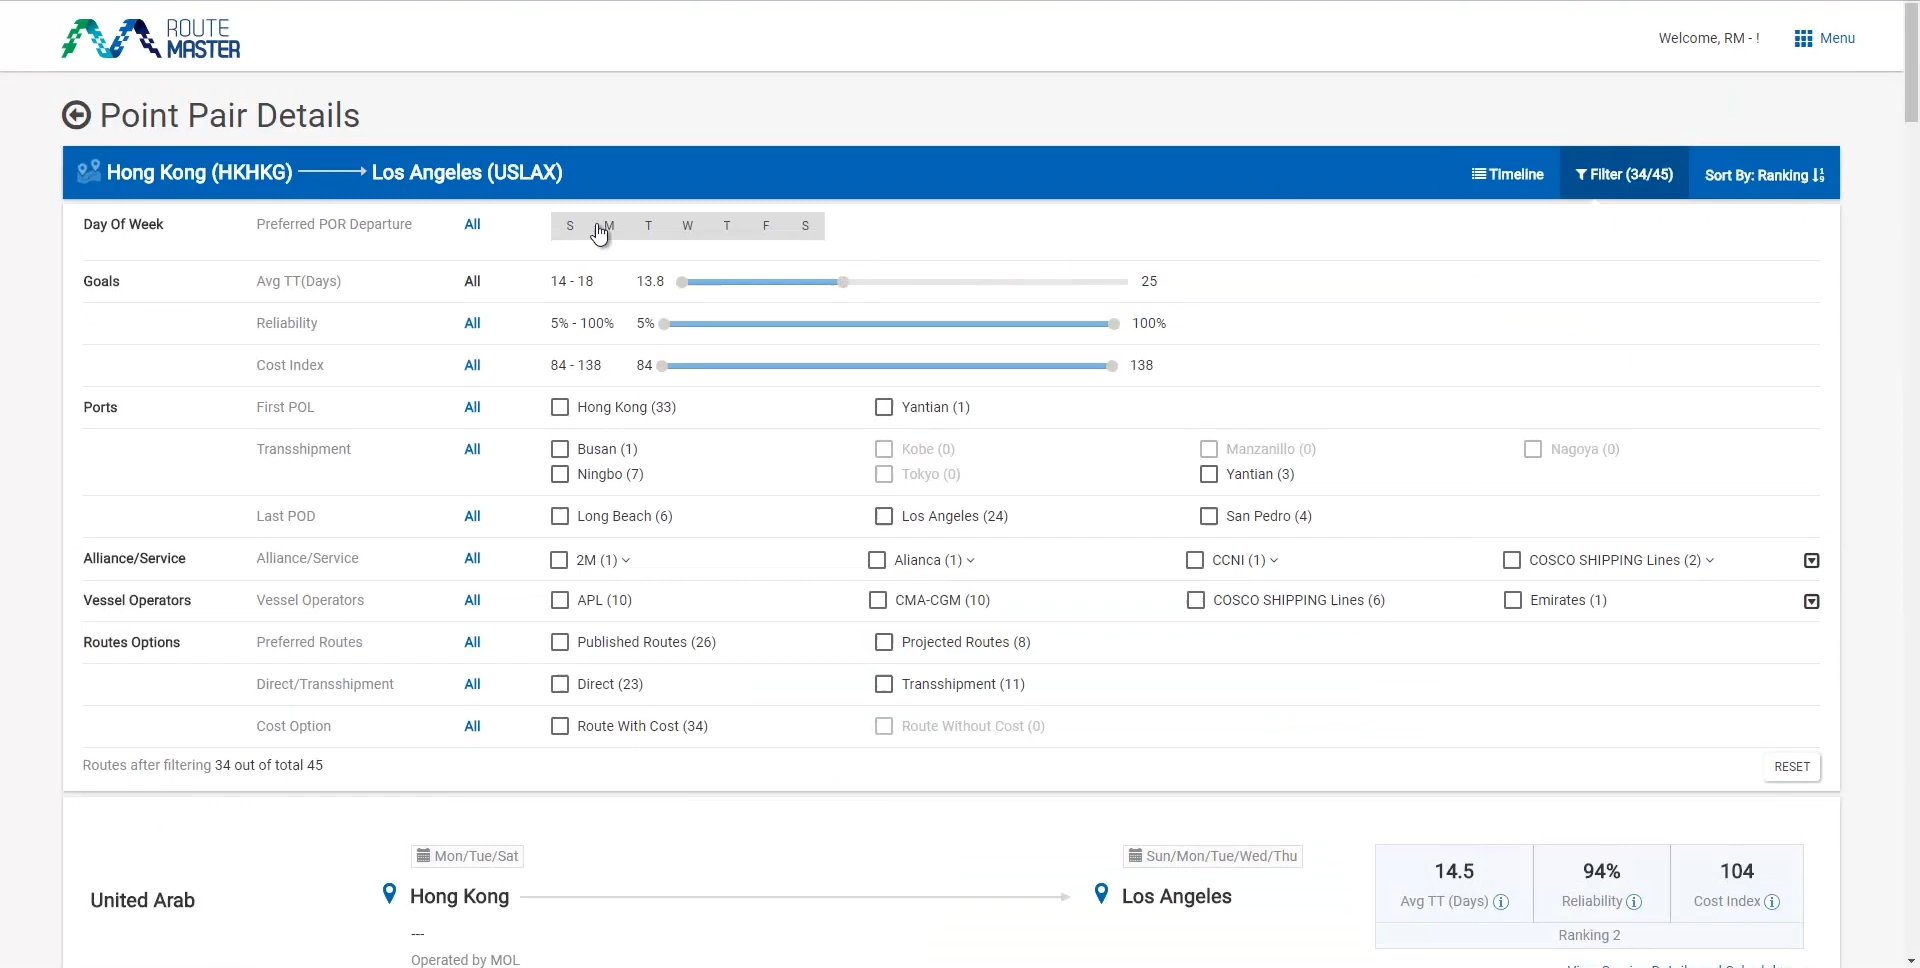 ROUTE
MASTER
Welcome, RM - !
Menu
Point Pair Details
Hong Kong (HKHKG) Los Angeles (USLAX)
Timeline
Filter (34/45)
Sort By: Ranking
Day Of Week Preferred POR Departure All S M T W T F S
Goals Avg TT(Days) All 14 - 18 13.8 25
Reliability All 5% - 100% 5% 100%
Cost Index All 84 - 138 84 138
Ports First POL All Hong Kong (33) Yantian (1)
Transshipment All Busan (1) Kobe (0) Manzanillo (0) Nagoya (0)
Ningbo (7) Tokyo (0) Yantian (3)
Last POD All Long Beach (6) Los Angeles (24) San Pedro (4)
Alliance/Service Alliance/Service All 2M (1) Alianca (1) CCNI (1) COSCO SHIPPING Lines (2)
Vessel Operators Vessel Operators All APL (10) CMA-CGM (10) COSCO SHIPPING Lines (6) Emirates (1)
Routes Options Preferred Routes All Published Routes (26) Projected Routes (8)
Direct/Transshipment All Direct (23) Transshipment (11)
Cost Option All Route With Cost (34) Route Without Cost (0)
Routes after filtering 34 out of total 45
RESET
Mon/Tue/Sat
Sun/Mon/Tue/Wed/Thu
United Arab
Hong Kong
Los Angeles
---
Operated by MOL
14.5 94% 104
Avg TT (Days) Reliability Cost Index
Ranking 2